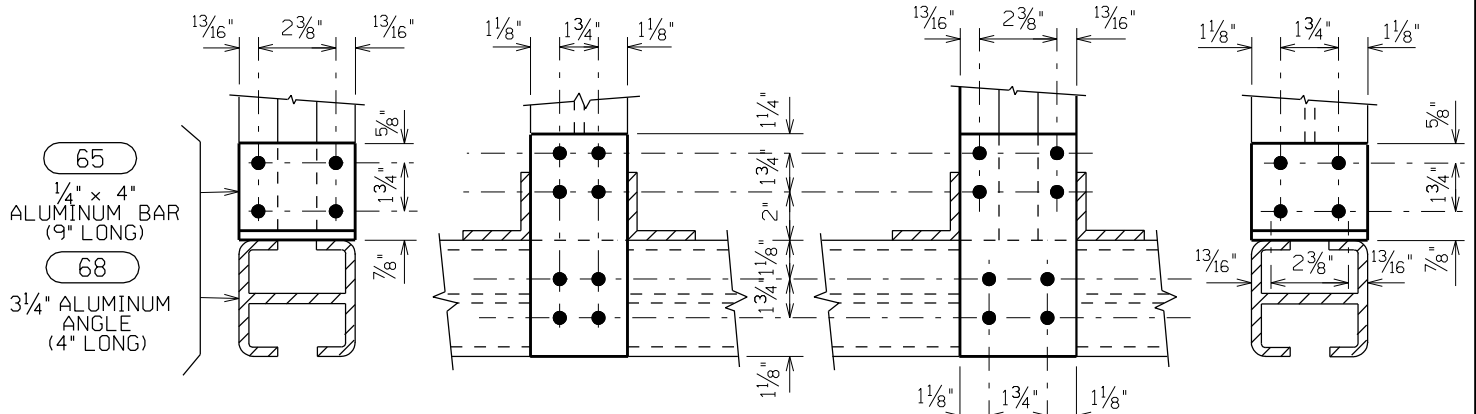 13/16" 2 3/8" 13/16"
1 1/8" 1 3/4" 1 1/8"
13/16" 2 3/8" 13/16"
1 1/8" 1 3/4" 1 1/8"
5/8"
1 3/4"
7/8"
65
1/4" × 4"
ALUMINUM BAR
(9" LONG)
68
3 1/4" ALUMINUM
ANGLE
(4" LONG)
1 1/4"
1 3/4"
2"
1 1/8"
1 3/4"
1 1/8"
5/8"
1 3/4"
7/8"
13/16" 2 3/8" 13/16"
1 1/8" 1 3/4" 1 1/8"